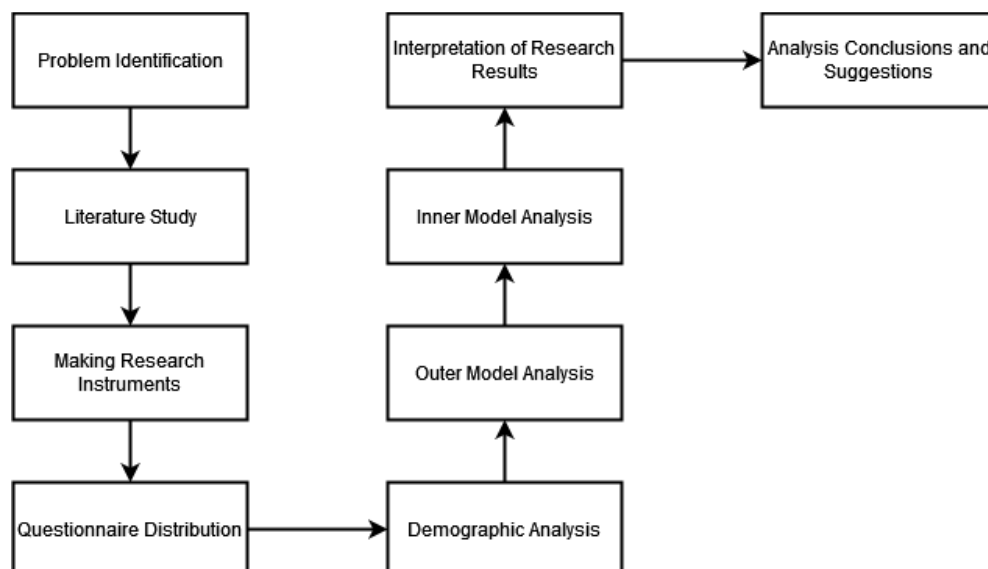 Problem Identification
Literature Study
Making Research
Instruments
Questionnaire Distribution
Demographic Analysis
Outer Model Analysis
Inner Model Analysis
Interpretation of Research
Results
Analysis Conclusions and
Suggestions